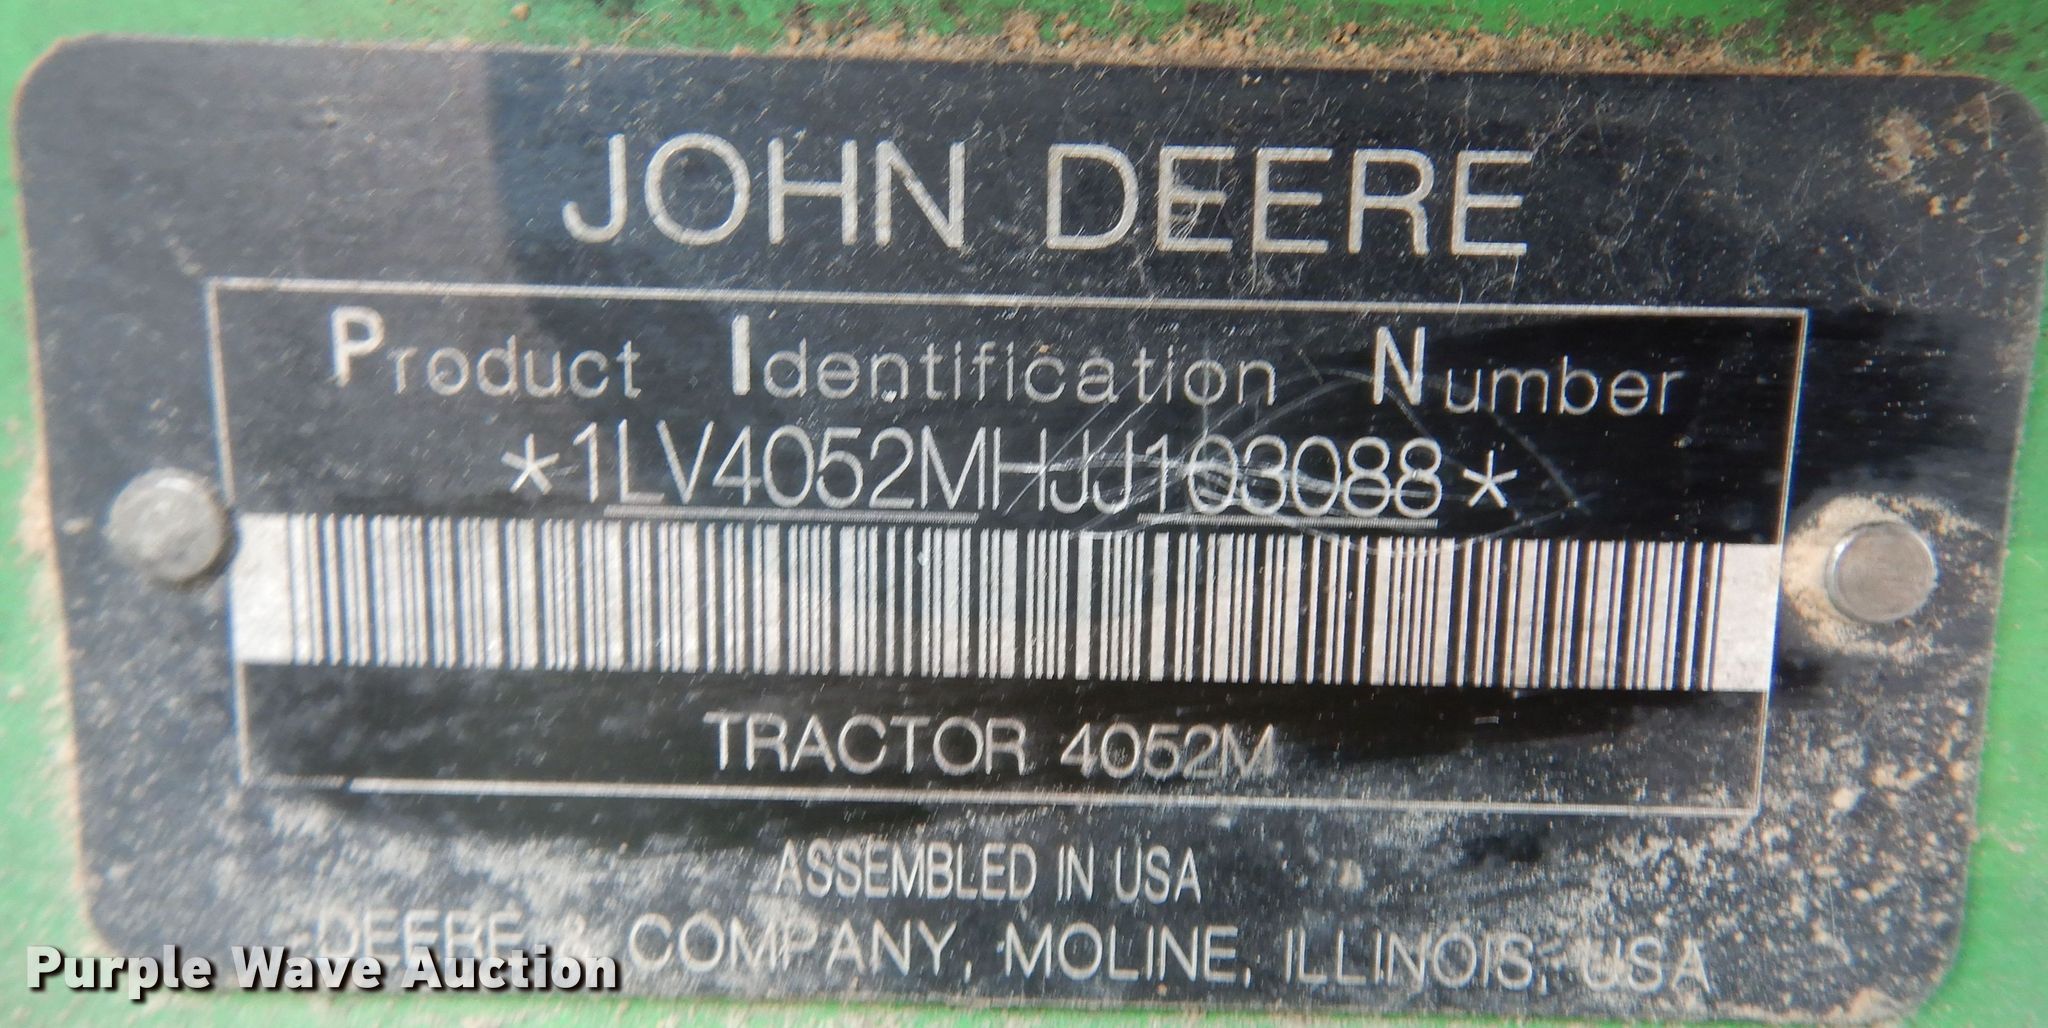 JOHN DEERE
Product Identification Number
*1LV4052MHJJ103088*
TRACTOR 4052M
ASSEMBLED IN USA
DEERE & COMPANY, MOLINE, ILLINOIS, USA
Purple Wave Auction